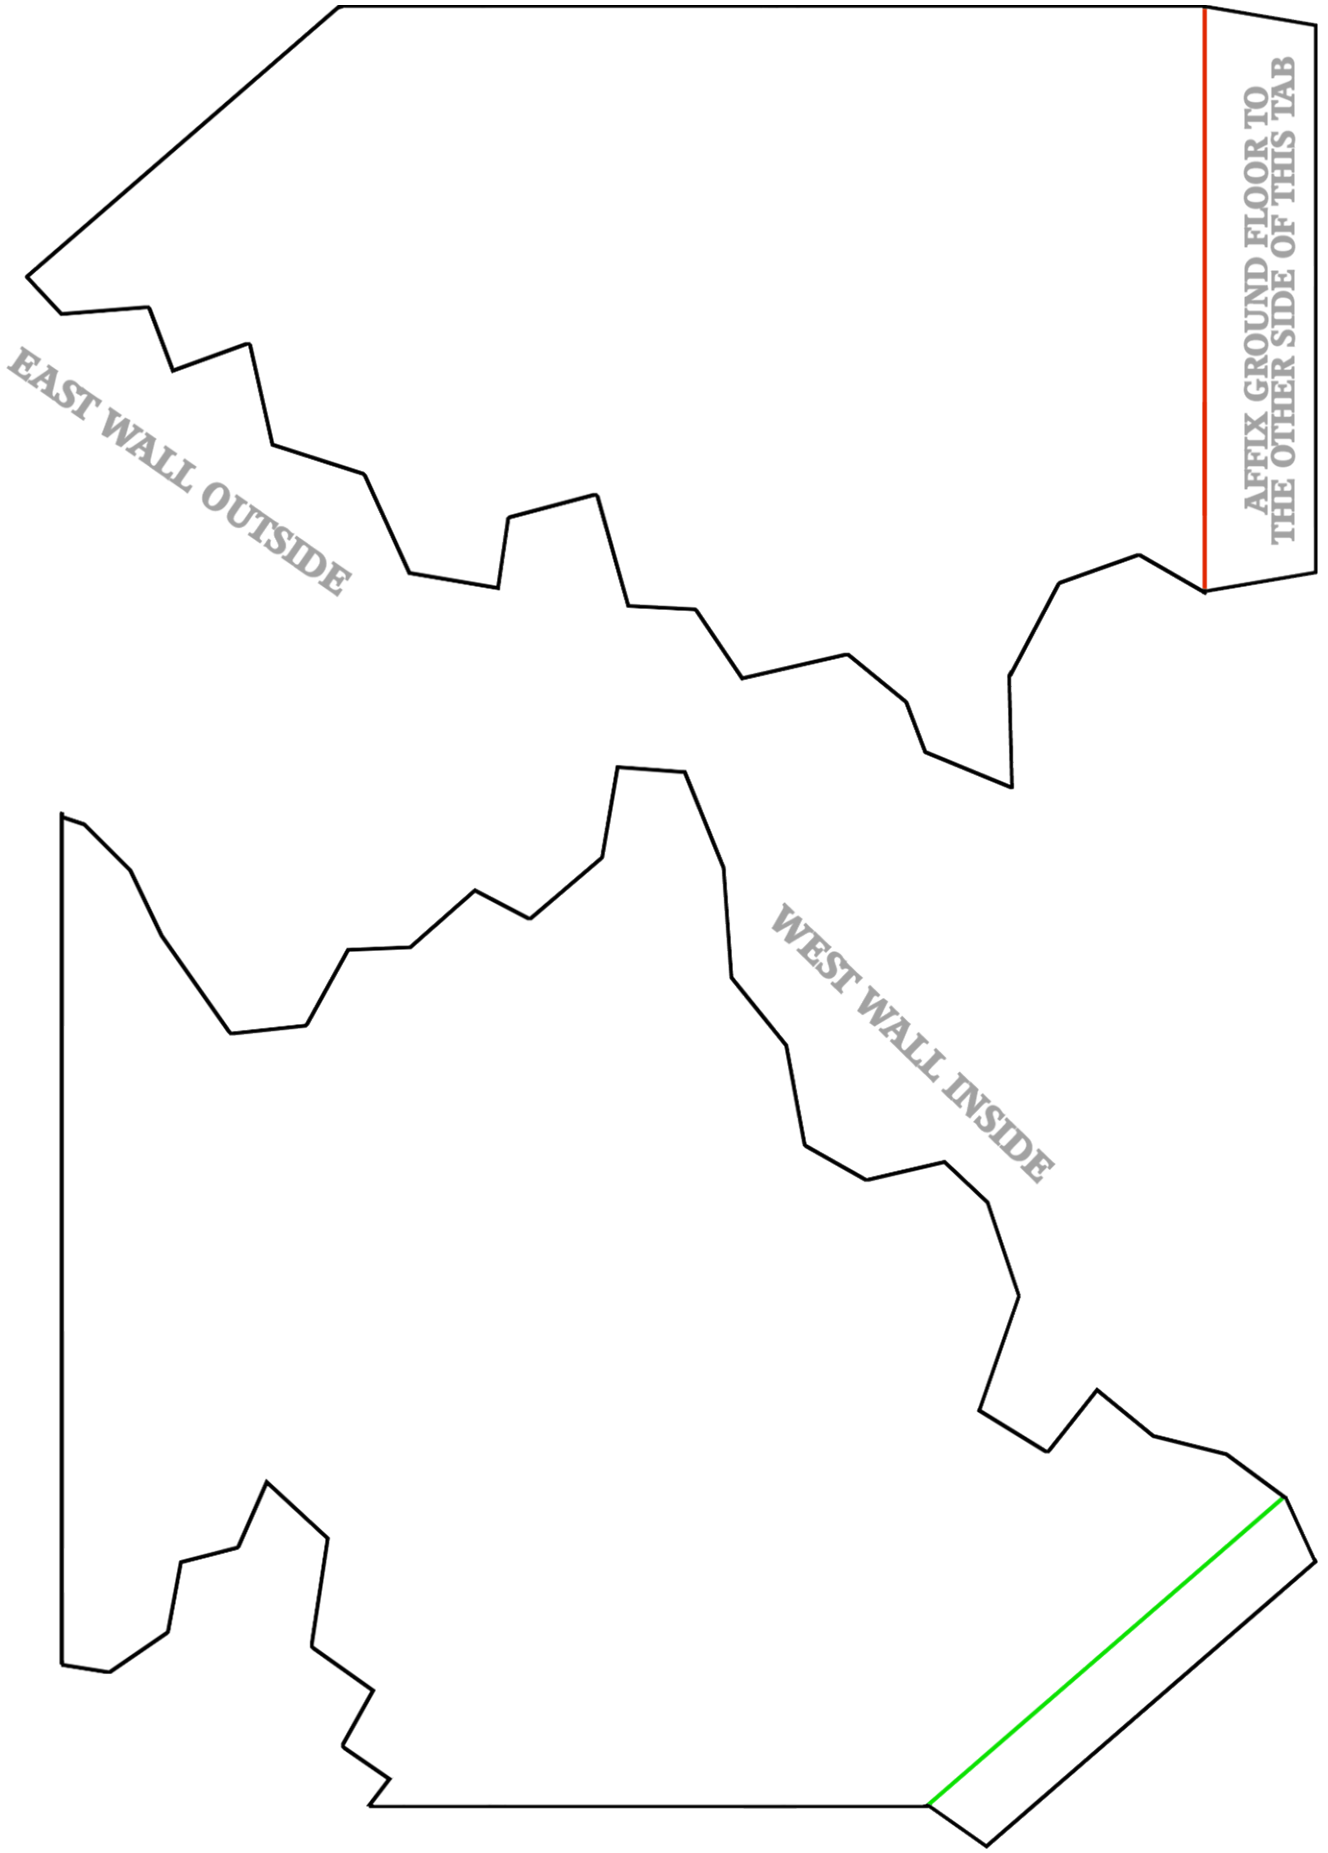 AFFIX GROUND FLOOR TO
THE OTHER SIDE OF THIS TAB
EAST WALL OUTSIDE
WEST WALL INSIDE